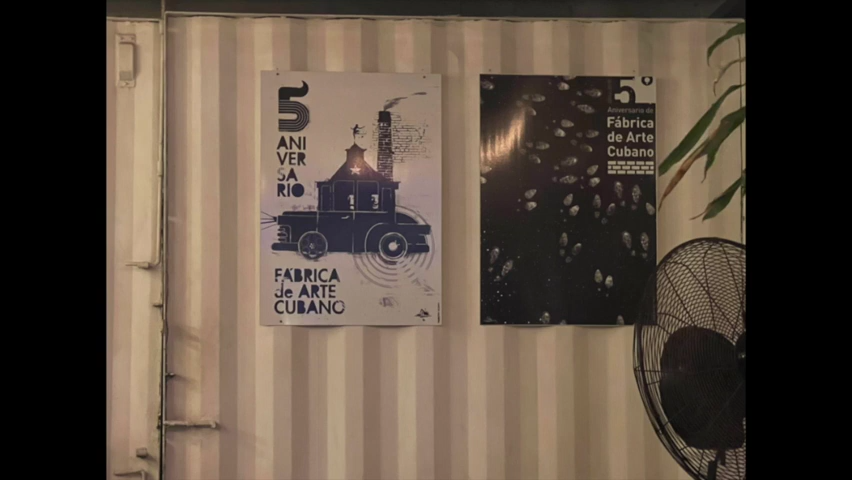 5
ANI
VER
SA
RIO
FÁBRICA
de ARTE
CUBANO
5
Aniversario de
Fábrica
de Arte
Cubano